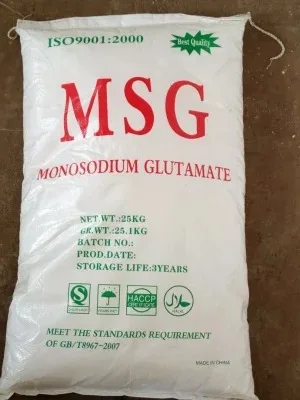 ISO9001:2000
Best Quality
MSG
MONOSODIUM GLUTAMATE
NET.WT.:25KG
GR.WT.:25.1KG
BATCH NO.:
PROD.DATE:
STORAGE LIFE:3YEARS
HACCP
HALAL
MEET THE STANDARDS REQUIREMENT
OF GB/T8967-2007
MADE IN CHINA